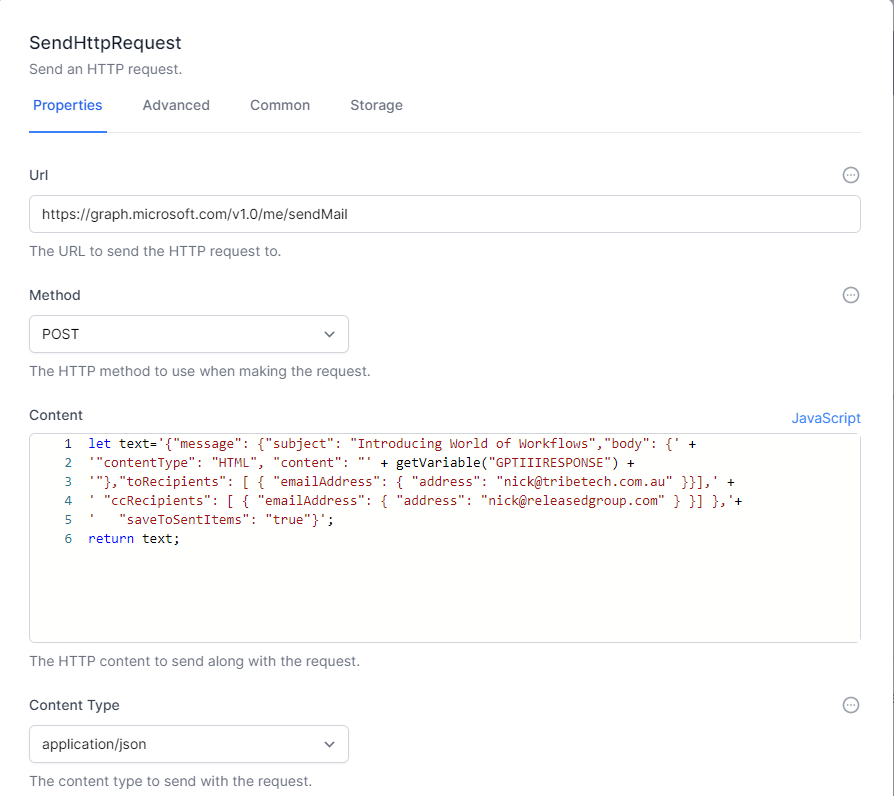 SendHttpRequest
Send an HTTP request.
Properties Advanced Common Storage
Url
https://graph.microsoft.com/v1.0/me/sendMail
The URL to send the HTTP request to.
Method
POST
The HTTP method to use when making the request.
Content JavaScript
1 let text='{"message": {"subject": "Introducing World of Workflows","body": {' +
2 '"contentType": "HTML", "content": "' + getVariable("GPTIIIRESPONSE") +
3 '"},"toRecipients": [ { "emailAddress": { "address": "nick@tribetech.com.au" }}],' +
4 ' "ccRecipients": [ { "emailAddress": { "address": "nick@releasedgroup.com" } }] },'+
5 '   "saveToSentItems": "true"}';
6 return text;
The HTTP content to send along with the request.
Content Type
application/json
The content type to send with the request.